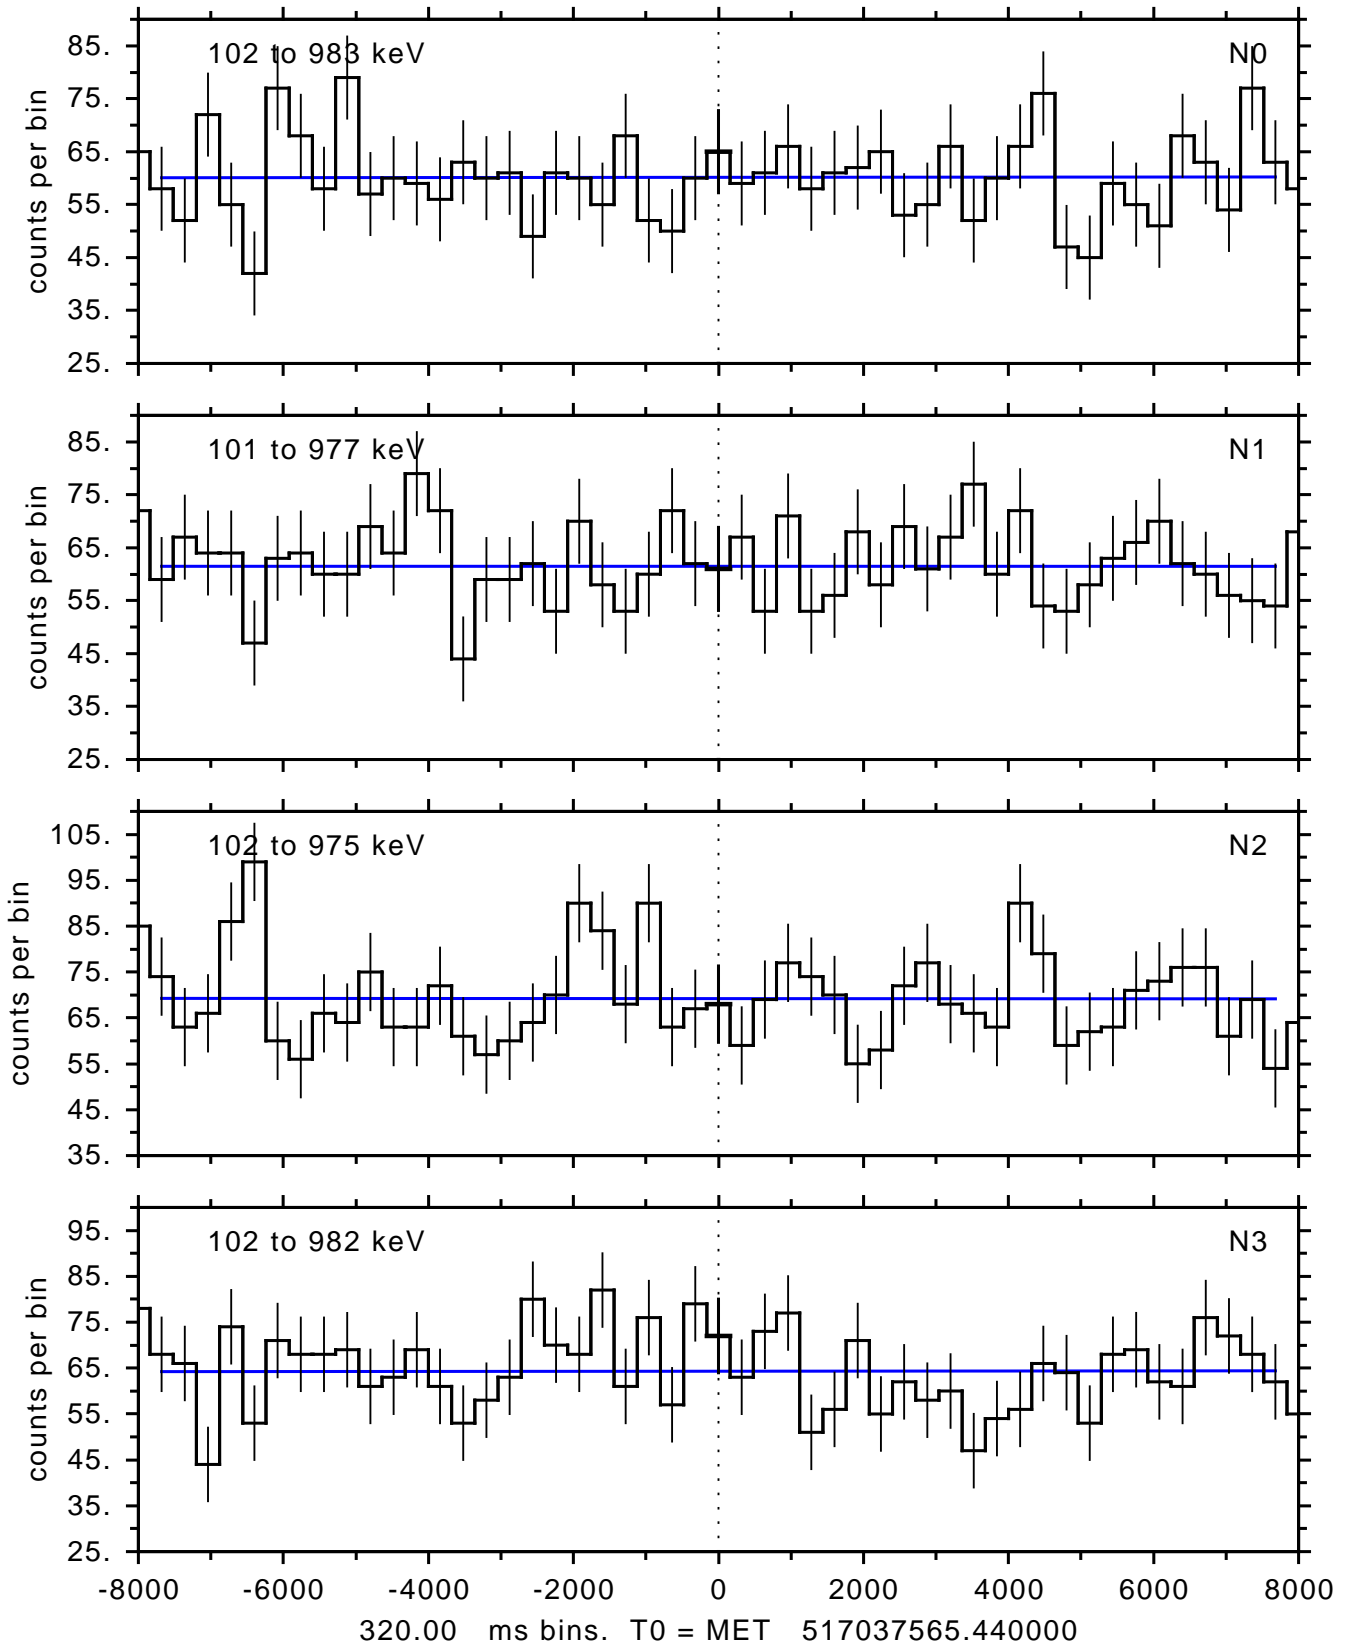 102 to 983 keV
N0
85.
75.
65.
55.
45.
35.
25.
counts per bin
101 to 977 keV
N1
85.
75.
65.
55.
45.
35.
25.
counts per bin
102 to 975 keV
N2
105.
95.
85.
75.
65.
55.
45.
35.
counts per bin
102 to 982 keV
N3
95.
85.
75.
65.
55.
45.
35.
25.
counts per bin
-8000 -6000 -4000 -2000 0 2000 4000 6000 8000
320.00 ms bins. T0 = MET 517037565.440000